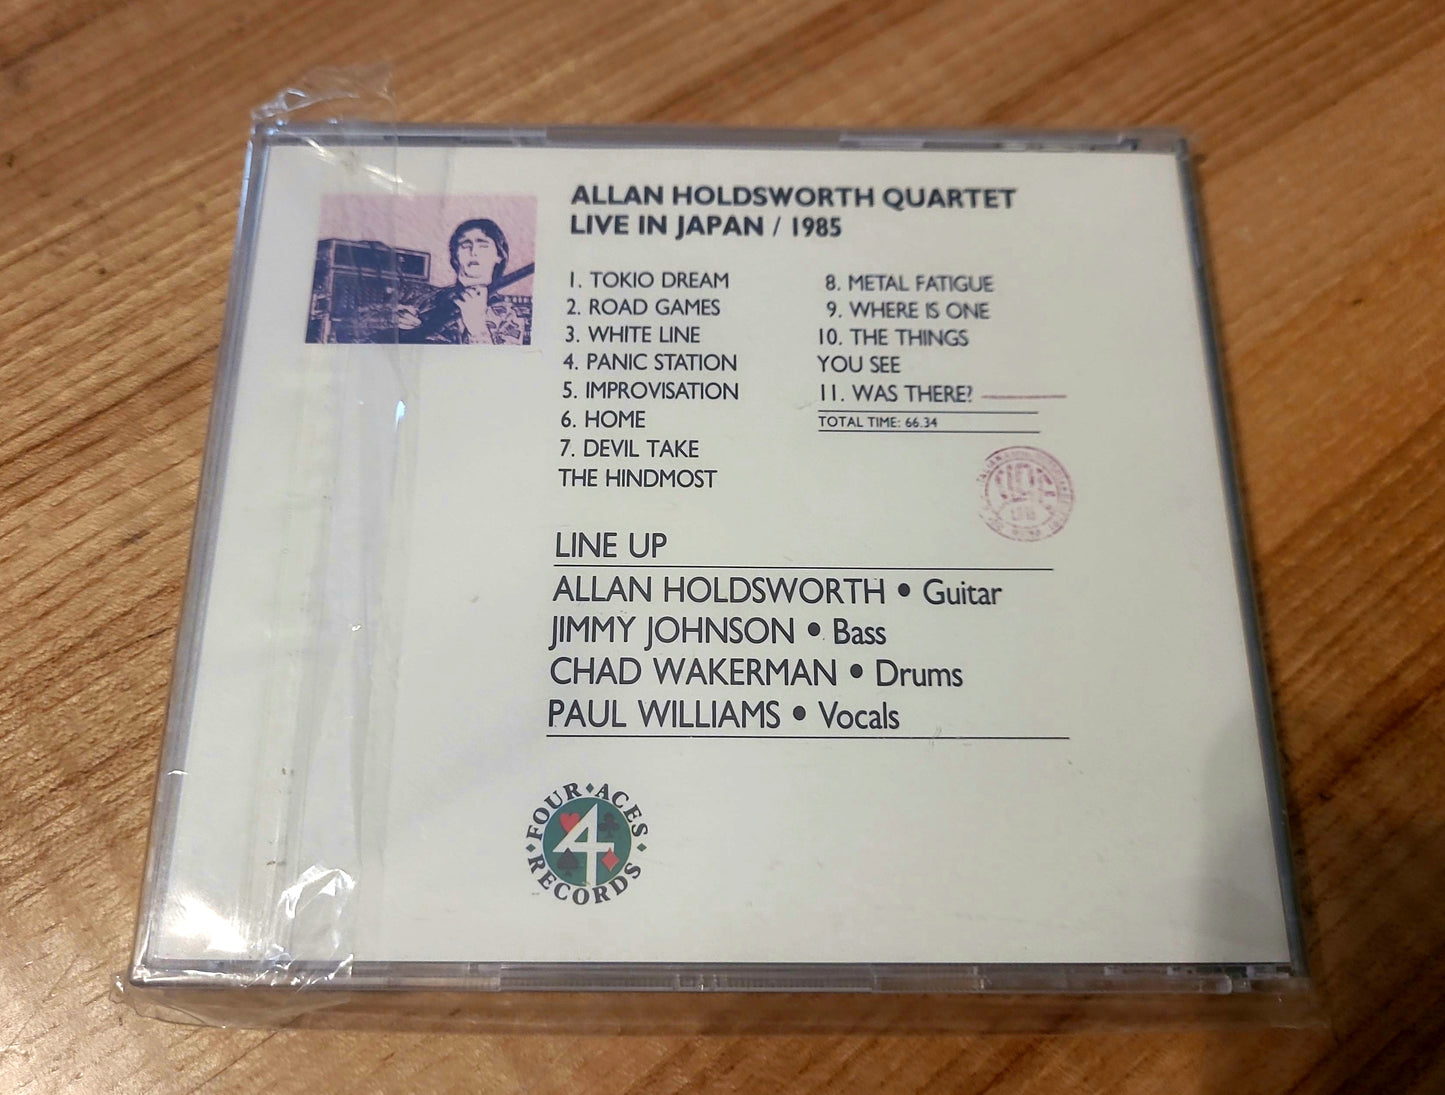 ALLAN HOLDSWORTH QUARTET
LIVE IN JAPAN / 1985
1. TOKIO DREAM
2. ROAD GAMES
3. WHITE LINE
4. PANIC STATION
5. IMPROVISATION
6. HOME
7. DEVIL TAKE
THE HINDMOST
8. METAL FATIGUE
9. WHERE IS ONE
10. THE THINGS
YOU SEE
11. WAS THERE?
TOTAL TIME: 66.34
LINE UP
ALLAN HOLDSWORTH • Guitar
JIMMY JOHNSON • Bass
CHAD WAKERMAN • Drums
PAUL WILLIAMS • Vocals
FOUR ACES
4
RECORDS